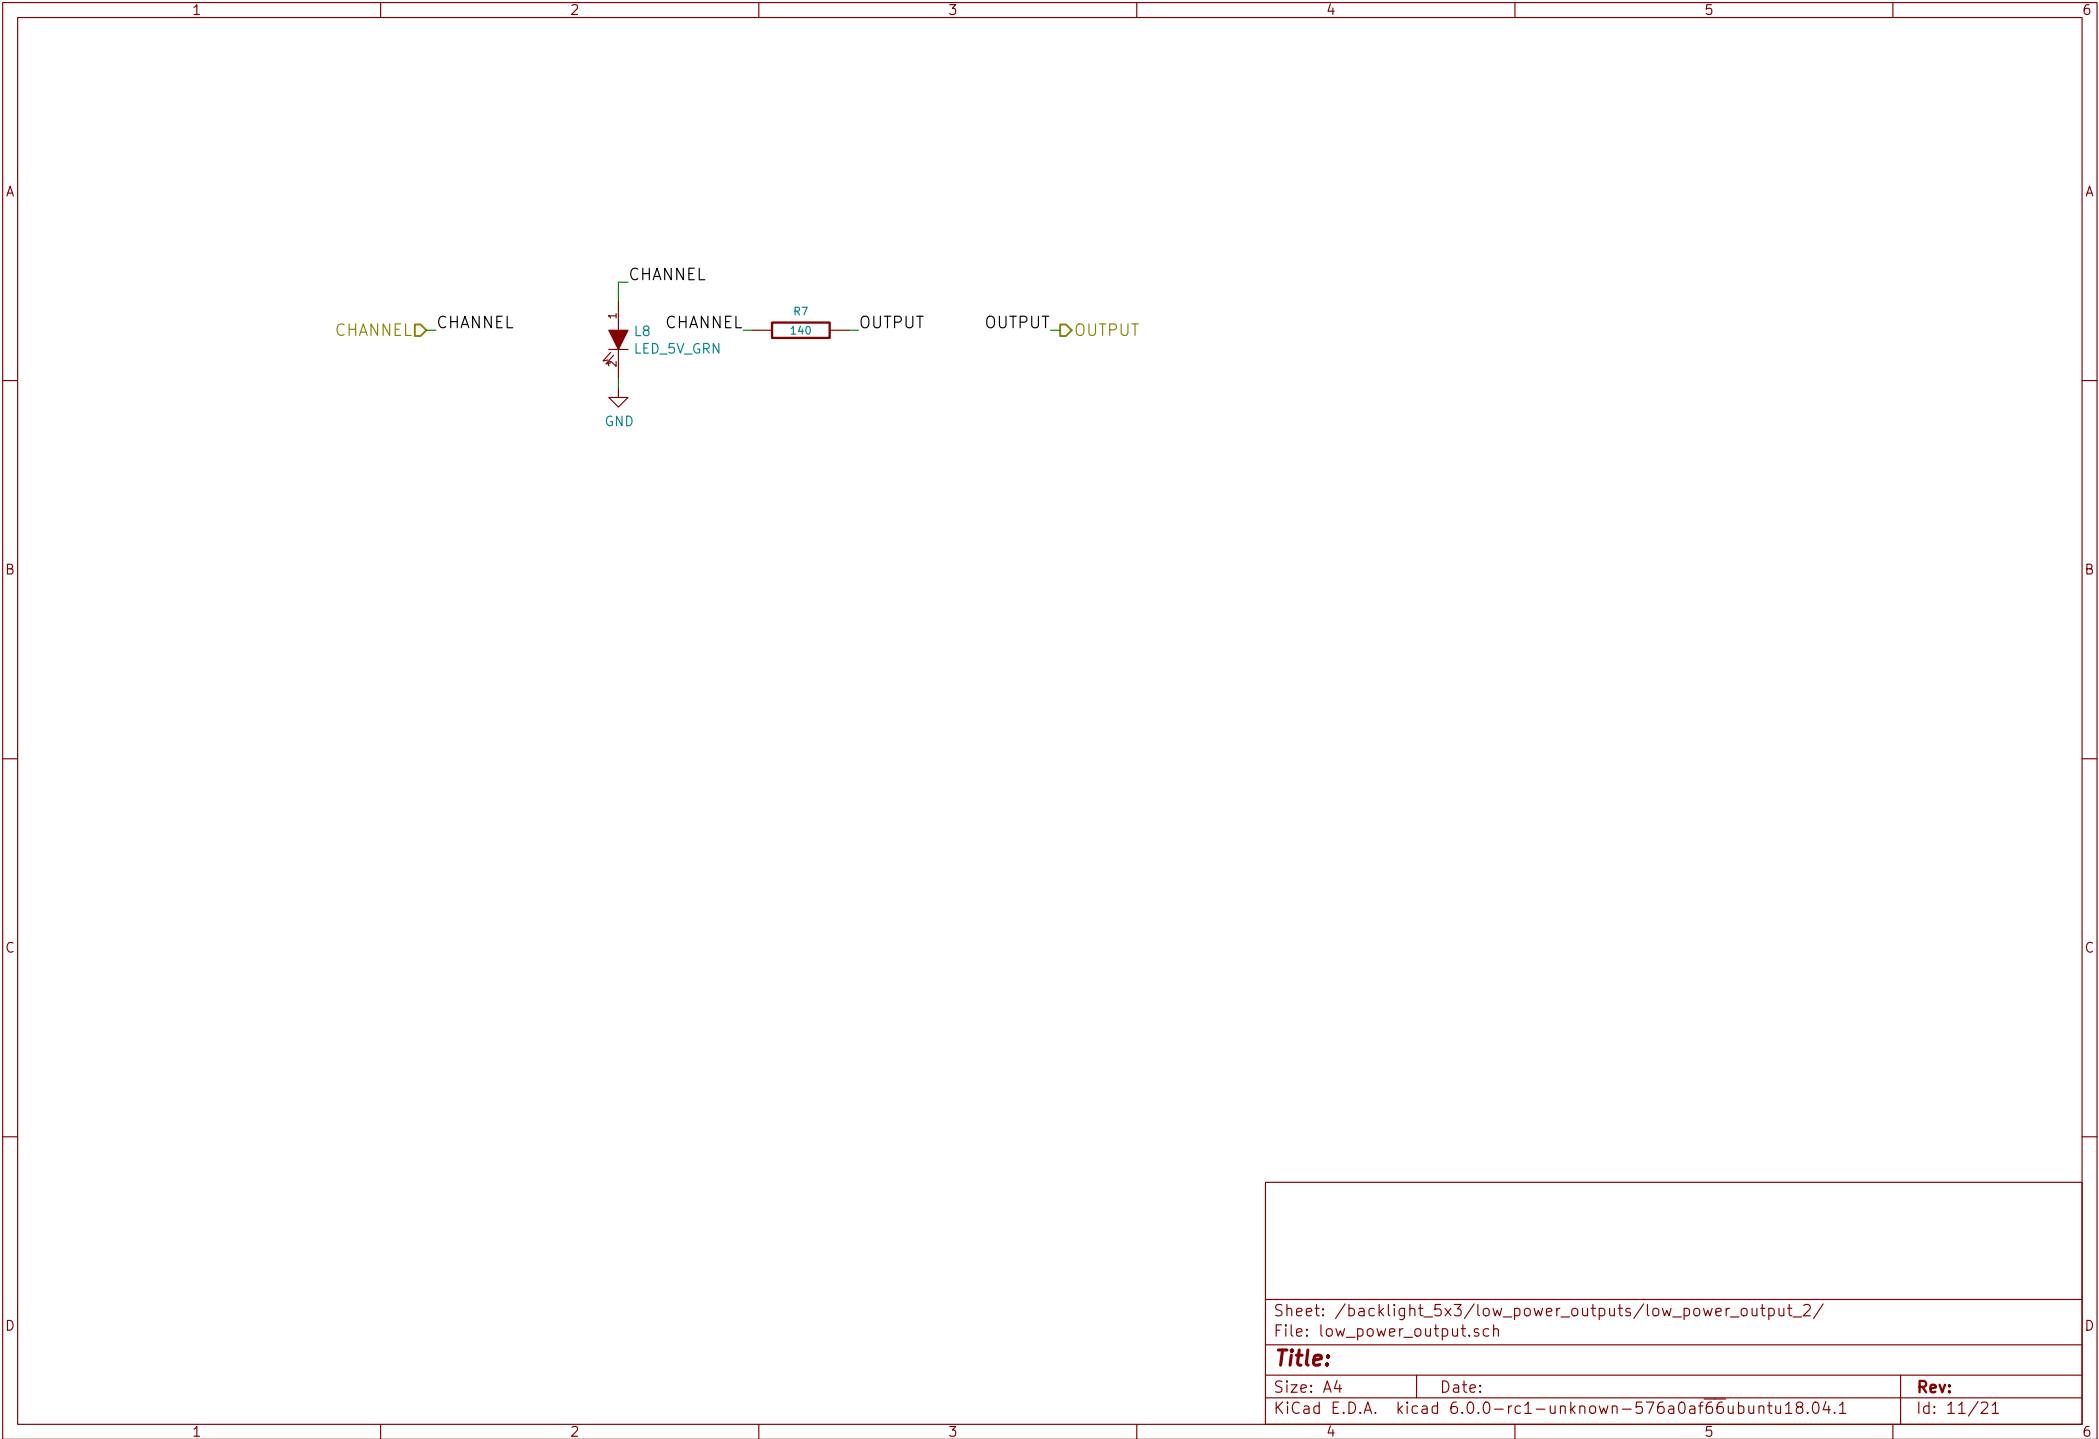 1 2 3 4 5 6
A A
CHANNEL
CHANNEL CHANNEL
1
L8
LED_5V_GRN
2
CHANNEL R7 OUTPUT
140
OUTPUT OUTPUT
GND
B B
C C
D D
Sheet: /backlight_5x3/low_power_outputs/low_power_output_2/
File: low_power_output.sch
Title:
Size: A4 Date: Rev:
KiCad E.D.A. kicad 6.0.0-rc1-unknown-576a0af66ubuntu18.04.1 Id: 11/21
1 2 3 4 5 6